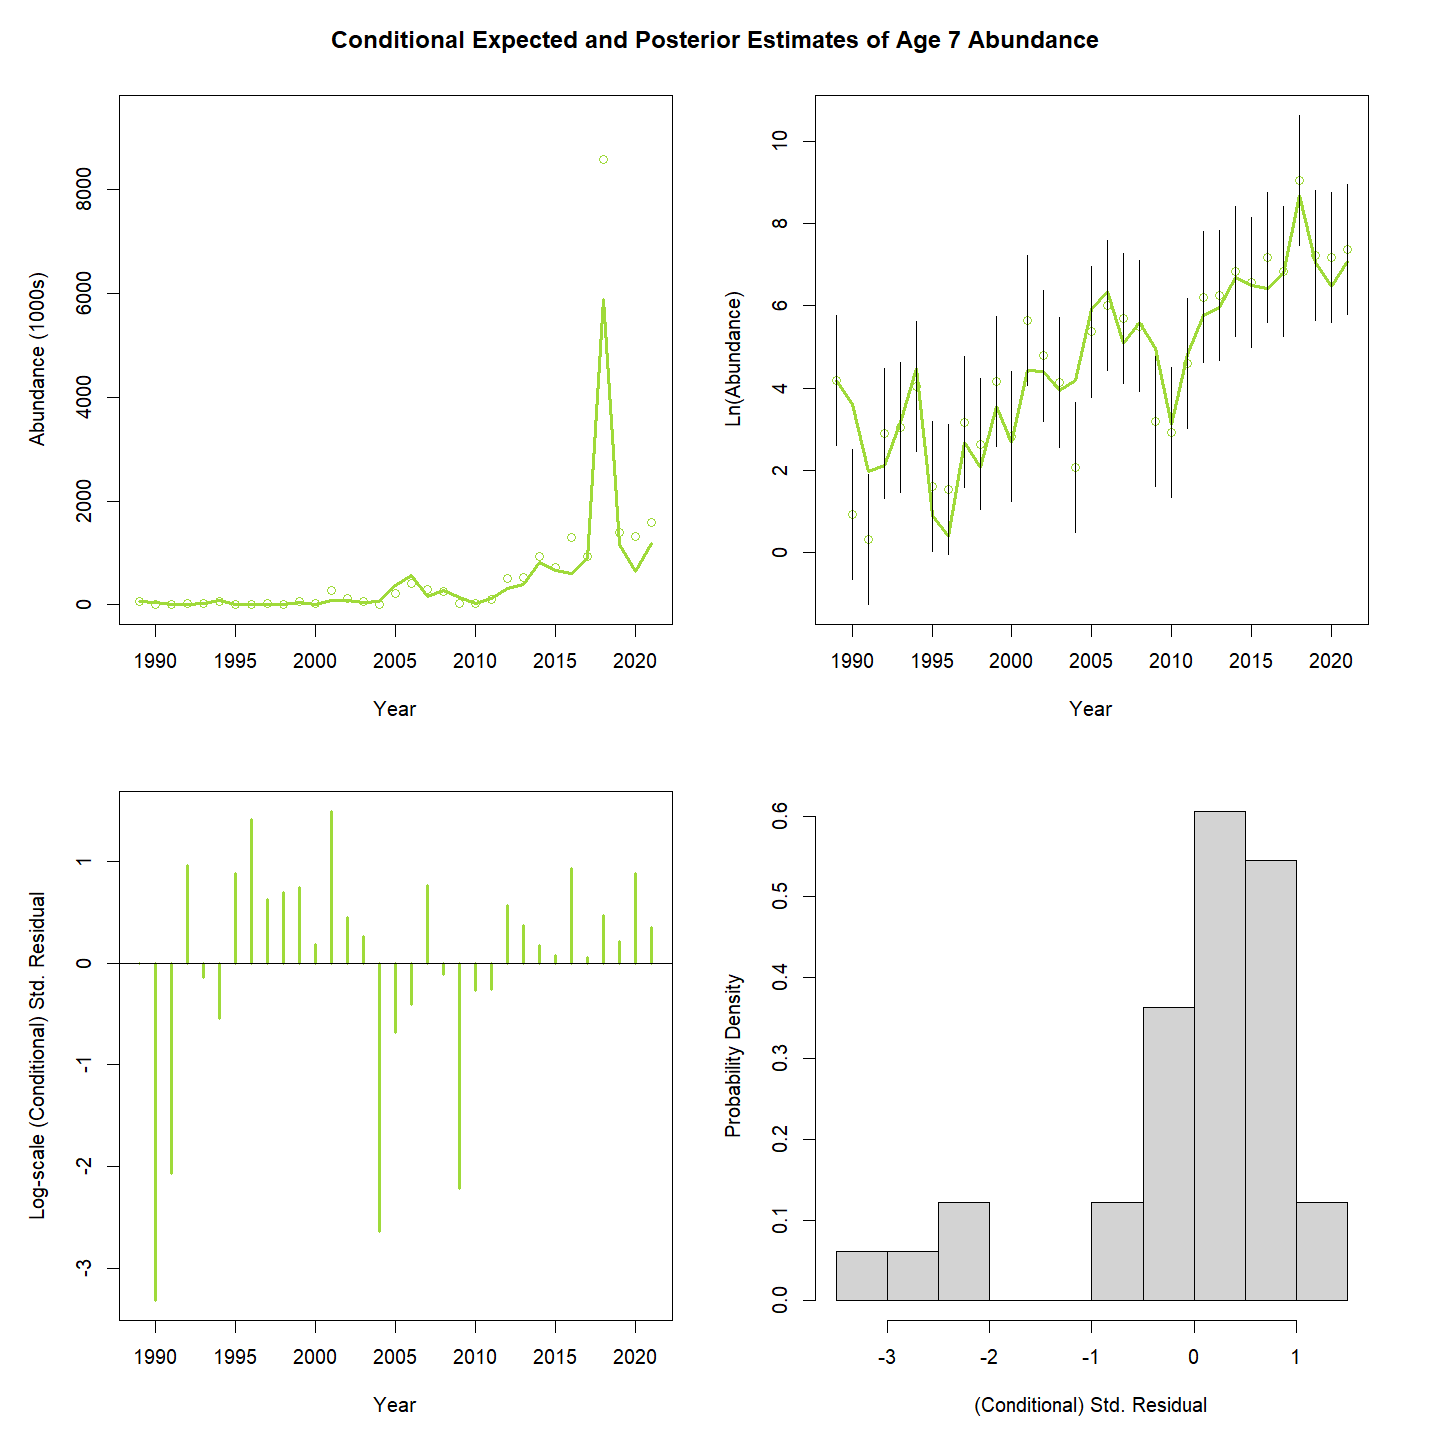 Conditional Expected and Posterior Estimates of Age 7 Abundance
Abundance (1000s)
8000
6000
4000
2000
0
1990 1995 2000 2005 2010 2015 2020
Year
Ln(Abundance)
10
8
6
4
2
0
1990 1995 2000 2005 2010 2015 2020
Year
Log-scale (Conditional) Std. Residual
1
0
-1
-2
-3
1990 1995 2000 2005 2010 2015 2020
Year
Probability Density
0.6
0.5
0.4
0.3
0.2
0.1
0.0
-3 -2 -1 0 1
(Conditional) Std. Residual